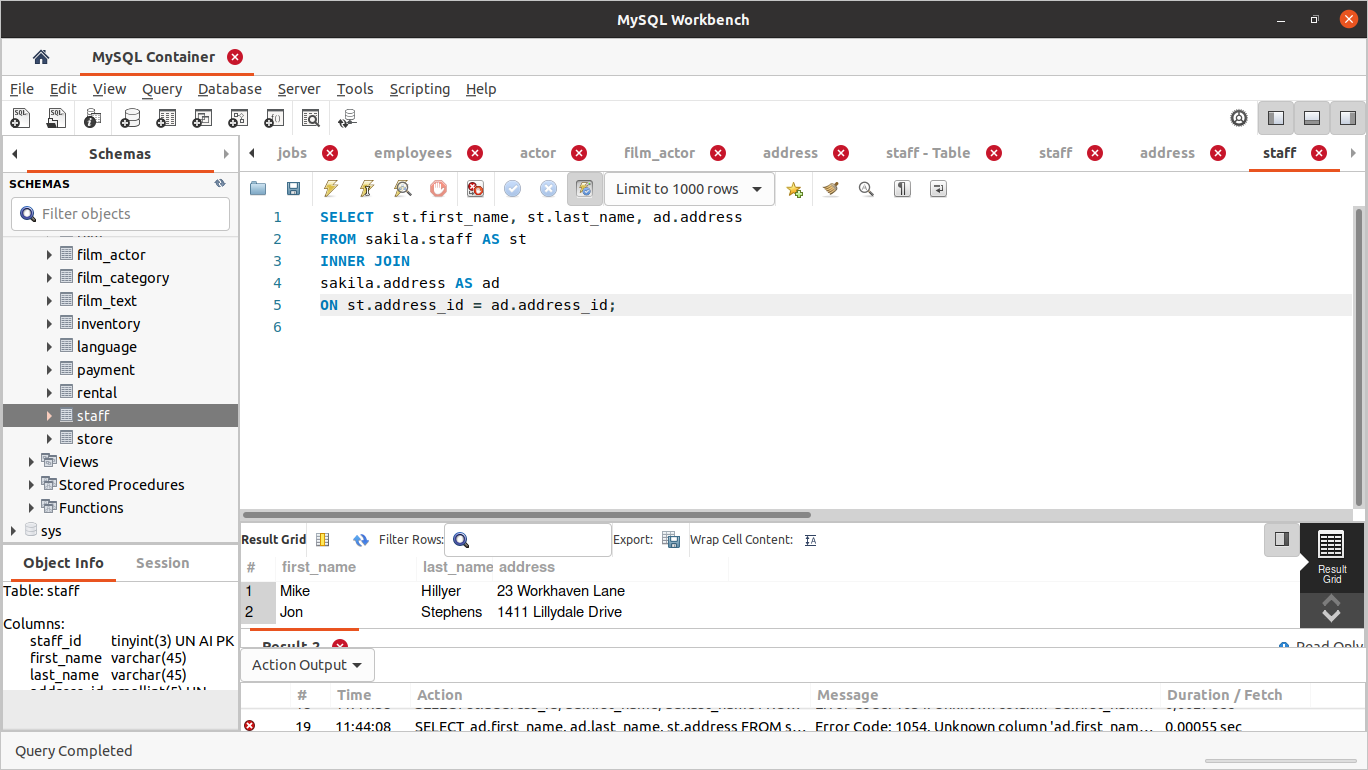 MySQL Workbench
MySQL Container
File Edit View Query Database Server Tools Scripting Help
Schemas
jobs employees actor film_actor address staff - Table staff address staff
SCHEMAS
Filter objects
Limit to 1000 rows
1 SELECT  st.first_name, st.last_name, ad.address
2 FROM sakila.staff AS st
3 INNER JOIN
4 sakila.address AS ad
5 ON st.address_id = ad.address_id;
6
film_actor
film_category
film_text
inventory
language
payment
rental
staff
store
Views
Stored Procedures
Functions
sys
Result Grid Filter Rows: Export: Wrap Cell Content:
# first_name last_name address
1 Mike Hillyer 23 Workhaven Lane
2 Jon Stephens 1411 Lillydale Drive
Result
Grid
Object Info Session
Table: staff
Columns:
staff_id tinyint(3) UN AI PK
first_name varchar(45)
last_name varchar(45)
address_id smallint(5) UN
Result 2 Read Only
Action Output
# Time Action Message Duration / Fetch
19 11:44:08 SELECT ad.first_name, ad.last_name, st.address FROM s... Error Code: 1054. Unknown column 'ad.first_nam... 0,00055 sec
Query Completed